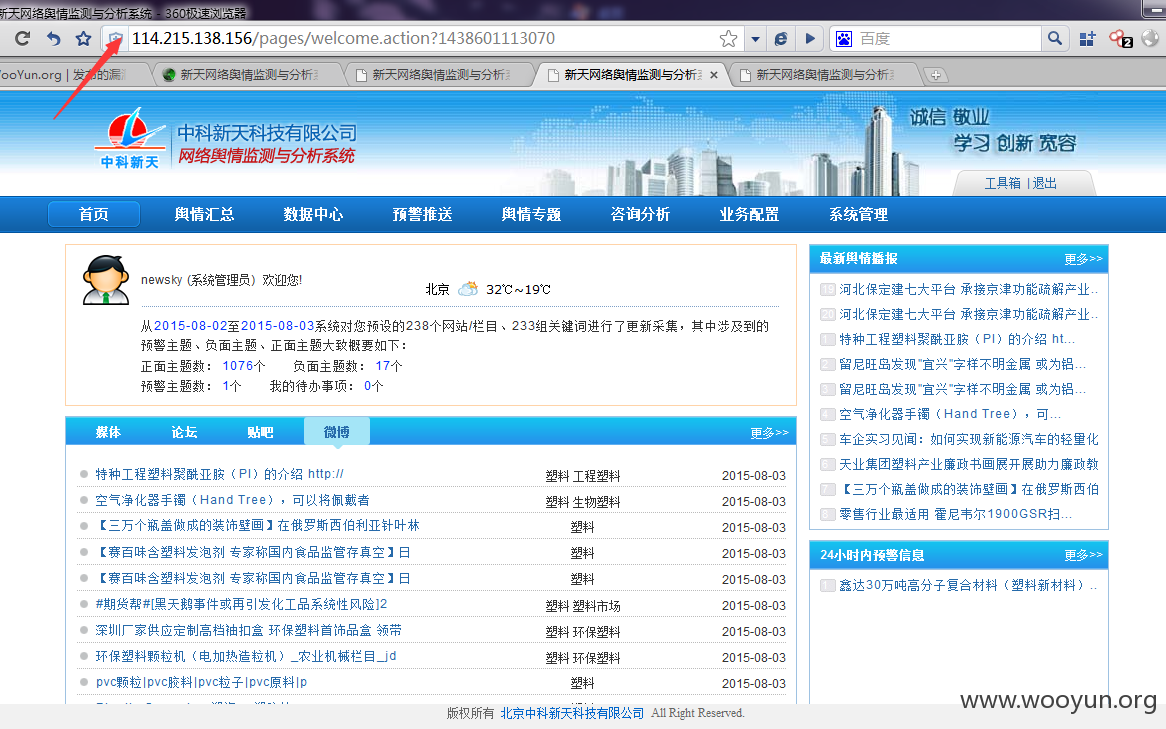 新天网络舆情监测与分析系统 - 360极速浏览器
114.215.138.156/pages/welcome.action?1438601113070
百度
2
WooYun.org | 发布的漏
新天网络舆情监测与分析
新天网络舆情监测与分析
新天网络舆情监测与分析
新天网络舆情监测与分析
中科新天
中科新天科技有限公司
网络舆情监测与分析系统
诚信 敬业
学习 创新 宽容
工具箱 | 退出
首页 舆情汇总 数据中心 预警推送 舆情专题 咨询分析 业务配置 系统管理
newsky (系统管理员) 欢迎您!
北京 32℃~19℃
从2015-08-02至2015-08-03系统对您预设的238个网站/栏目、233组关键词进行了更新采集，其中涉及到的
预警主题、负面主题、正面主题大致概要如下：
正面主题数： 1076个 负面主题数： 17个
预警主题数： 1个 我的待办事项： 0个
媒体 论坛 贴吧 微博 更多>>
特种工程塑料聚酰亚胺（PI）的介绍 http:// 塑料 工程塑料 2015-08-03
空气净化器手镯（Hand Tree），可以将佩戴者 塑料 生物塑料 2015-08-03
【三万个瓶盖做成的装饰壁画】在俄罗斯西伯利亚针叶林 塑料 2015-08-03
【赛百味含塑料发泡剂 专家称国内食品监管存真空】日 塑料 2015-08-03
【赛百味含塑料发泡剂 专家称国内食品监管存真空】日 塑料 2015-08-03
#期货帮#[黑天鹅事件或再引发化工品系统性风险]2 塑料 塑料市场 2015-08-03
深圳厂家供应定制高档袖扣盒 环保塑料首饰品盒 领带 塑料 环保塑料 2015-08-03
环保塑料颗粒机（电加热造粒机）_农业机械栏目_jd 塑料 环保塑料 2015-08-03
pvc颗粒|pvc胶料|pvc粒子|pvc原料|p 塑料 2015-08-03
最新舆情播报 更多>>
19 河北保定建七大平台 承接京津功能疏解产业..
20 河北保定建七大平台 承接京津功能疏解产业..
1 特种工程塑料聚酰亚胺（PI）的介绍 ht...
2 留尼旺岛发现"宜兴"字样不明金属 或为铝...
3 留尼旺岛发现"宜兴"字样不明金属 或为铝...
4 空气净化器手镯（Hand Tree），可...
5 车企实习见闻：如何实现新能源汽车的轻量化
6 天业集团塑料产业廉政书画展开展助力廉政教
7 【三万个瓶盖做成的装饰壁画】在俄罗斯西伯
8 零售行业最适用 霍尼韦尔1900GSR扫...
24小时内预警信息 更多>>
1 鑫达30万吨高分子复合材料（塑料新材料）..
版权所有 北京中科新天科技有限公司 All Right Reserved.
www.wooyun.org